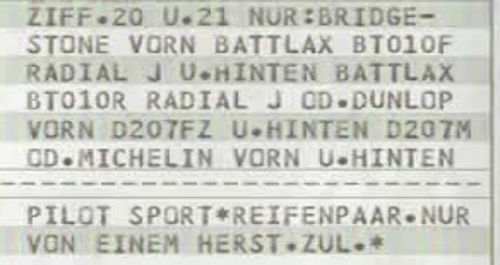 ZIFF.20 U.21 NUR:BRIDGE-
STONE VORN BATTLAX BT010F
RADIAL J U.HINTEN BATTLAX
BT010R RADIAL J OD.DUNLOP
VORN D207FZ U.HINTEN D207M
OD.MICHELIN VORN U.HINTEN
PILOT SPORT*REIFENPAAR.NUR
VON EINEM HERST.ZUL.*